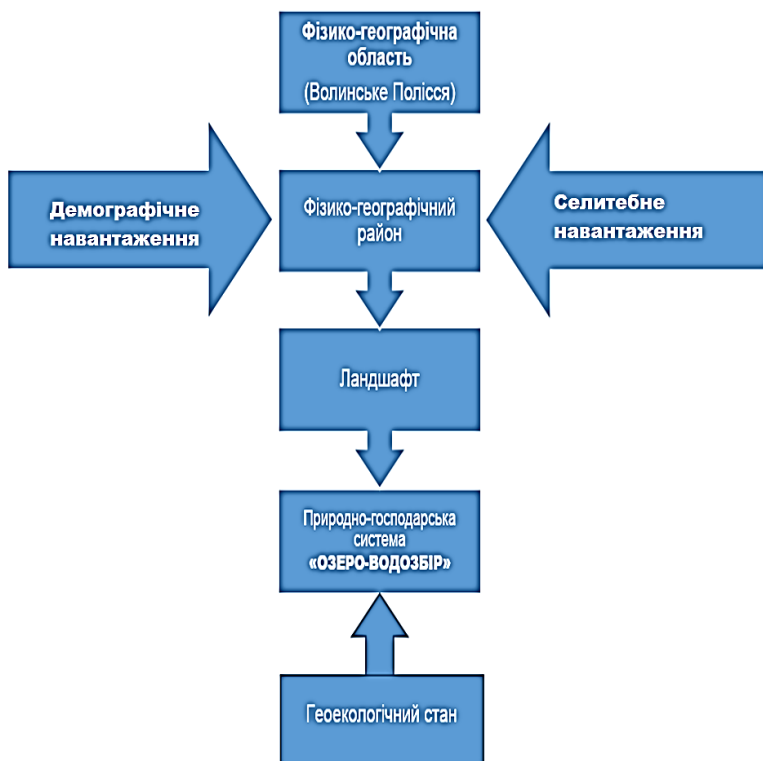 Фізико-географічна
область
(Волинське Полісся)
Демографічне
навантаження
Фізико-географічний
район
Селитебне
навантаження
Ландшафт
Природно-господарська
система
«ОЗЕРО-ВОДОЗБІР»
Геоекологічний стан